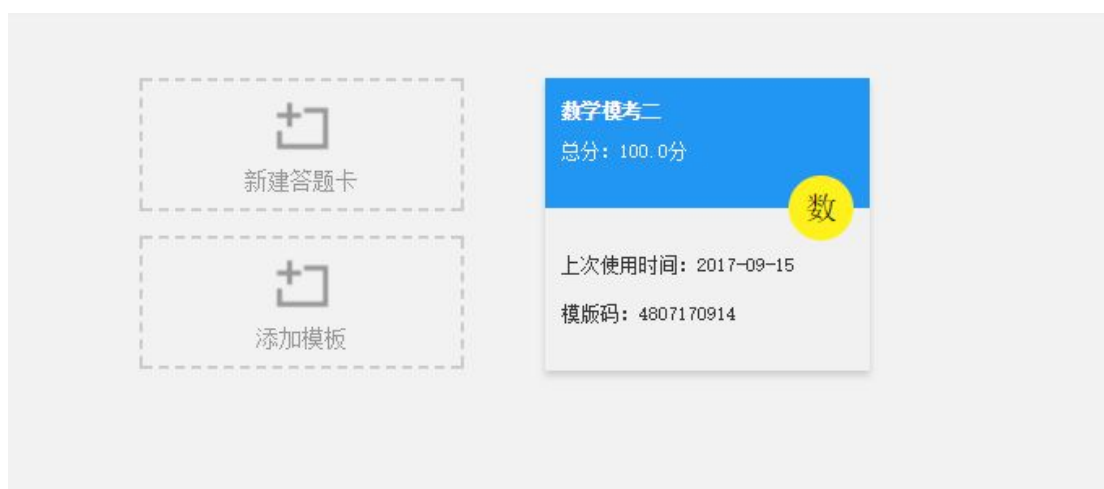 新建答题卡
添加模板
数学模考二
总分：100.0分
数
上次使用时间：2017-09-15
模版码：4807170914